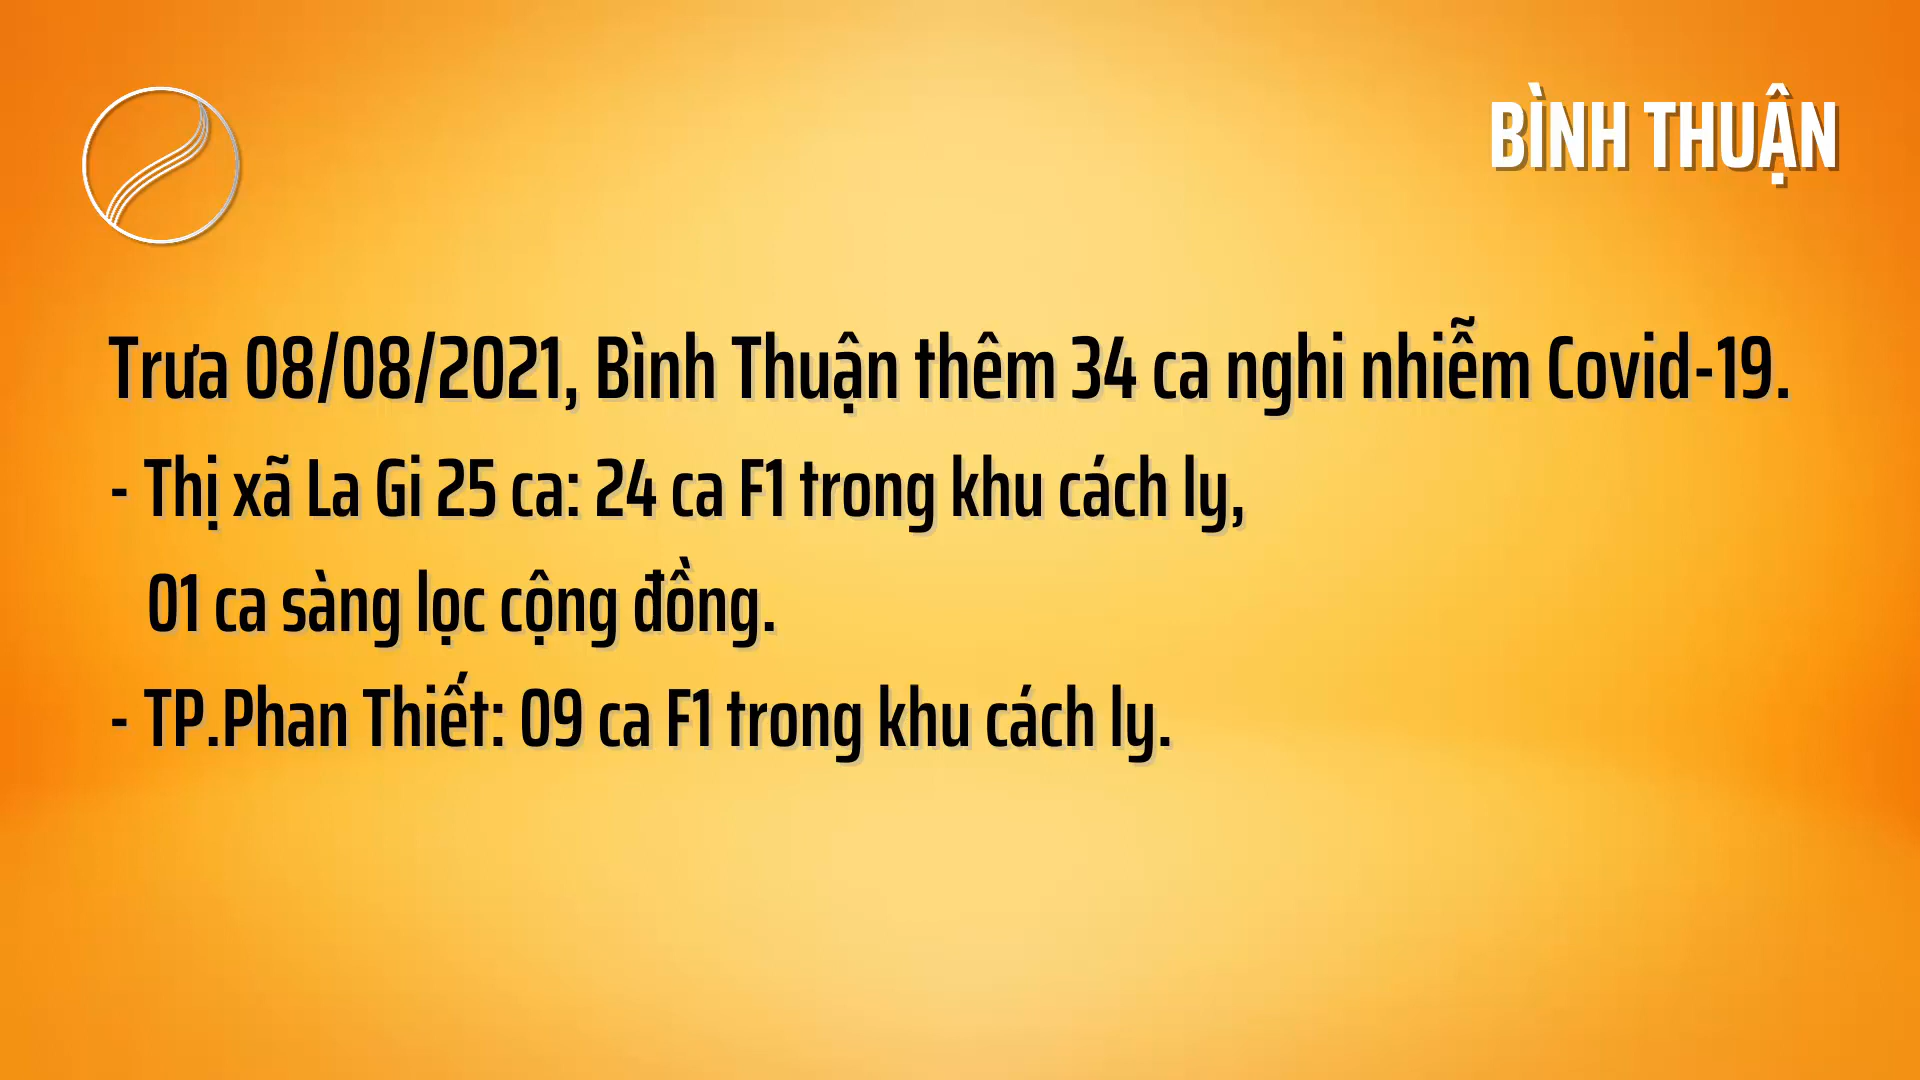 BÌNH THUẬN
Trưa 08/08/2021, Bình Thuận thêm 34 ca nghi nhiễm Covid-19.
- Thị xã La Gi 25 ca: 24 ca F1 trong khu cách ly,
01 ca sàng lọc cộng đồng.
- TP.Phan Thiết: 09 ca F1 trong khu cách ly.